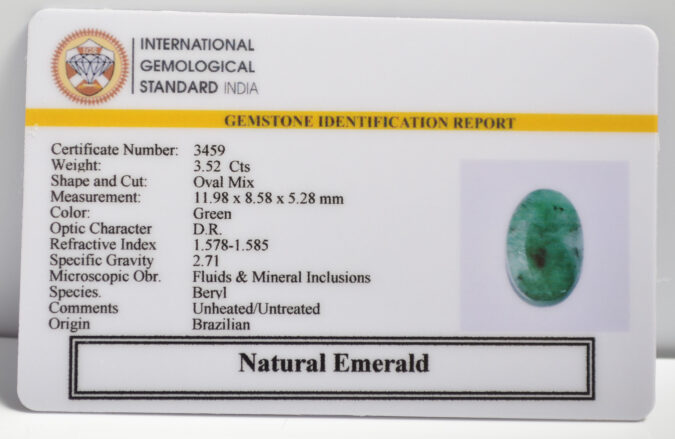 INTERNATIONAL
GEMOLOGICAL
STANDARD INDIA
GEMSTONE IDENTIFICATION REPORT
Certificate Number: 3459
Weight: 3.52 Cts
Shape and Cut: Oval Mix
Measurement: 11.98 x 8.58 x 5.28 mm
Color: Green
Optic Character D.R.
Refractive Index 1.578-1.585
Specific Gravity 2.71
Microscopic Obr. Fluids & Mineral Inclusions
Species. Beryl
Comments Unheated/Untreated
Origin Brazilian
Natural Emerald